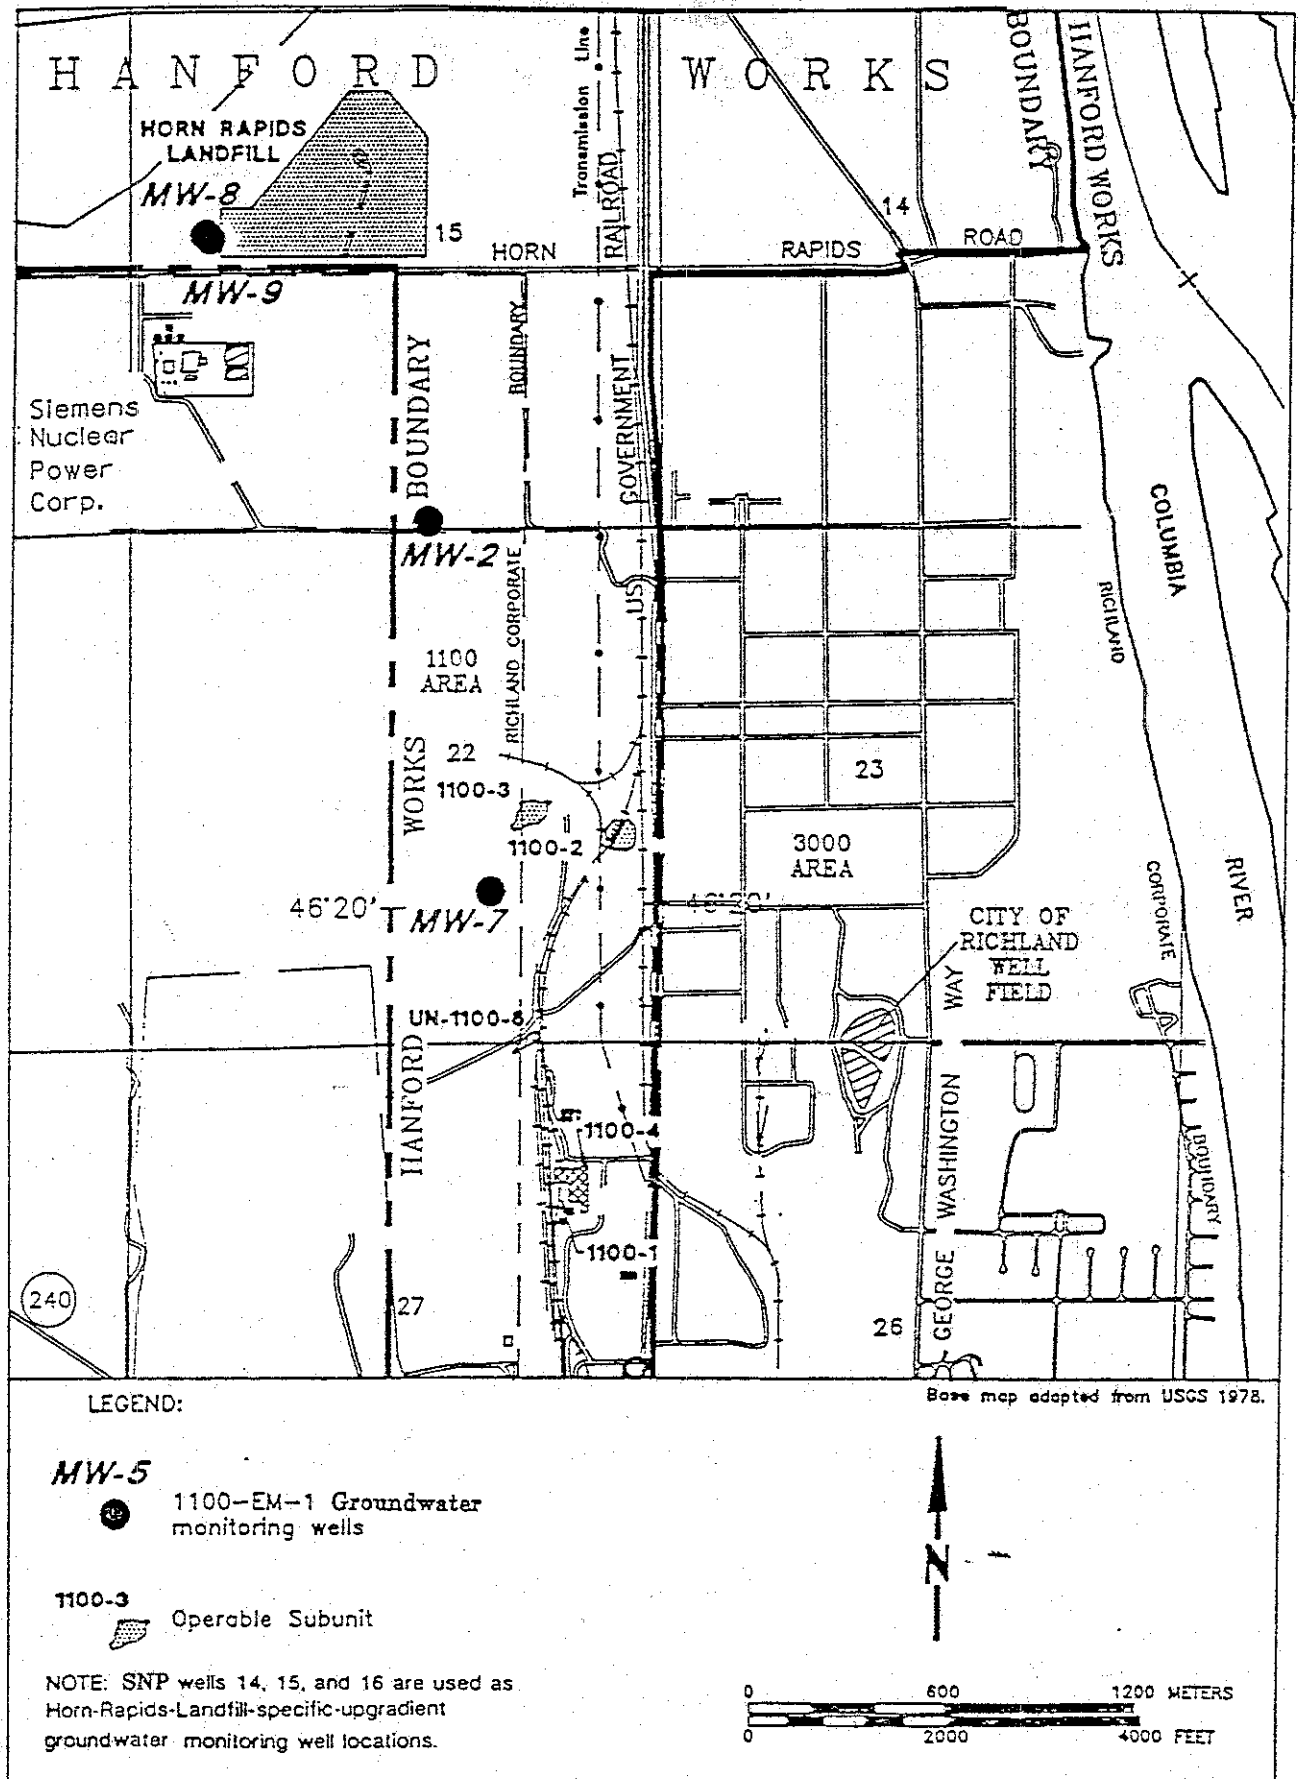 HANFORD WORKS
HORN RAPIDS
LANDFILL
MW-8
15
MW-9
Transmission Line
RAILROAD
HORN RAPIDS ROAD
14
BOUNDARY
HANFORD WORKS
Siemens
Nuclear
Power
Corp.
BOUNDARY
BOUNDARY
GOVERNMENT
US
MW-2
RICHLAND CORPORATE
1100
AREA
22
WORKS
1100-3
1100-2
23
3000
AREA
46°20'
MW-7
CITY OF
RICHLAND
WELL
FIELD
COLUMBIA
RIVER
RICHLAND
CORPORATE
BOUNDARY
UN-1100-6
HANFORD
GEORGE WASHINGTON WAY
1100-4
1100-1
240
27
26
LEGEND:
Base map adapted from USGS 1978.
MW-5
1100-EM-1 Groundwater
monitoring wells
N
1100-3
Operable Subunit
NOTE: SNP wells 14, 15, and 16 are used as
Horn-Rapids-Landfill-specific-upgradient
groundwater monitoring well locations.
0 600 1200 METERS
0 2000 4000 FEET